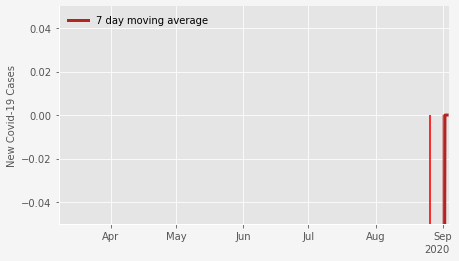 7 day moving average
New Covid-19 Cases
0.04
0.02
0.00
−0.02
−0.04
Apr
May
Jun
Jul
Aug
Sep
2020